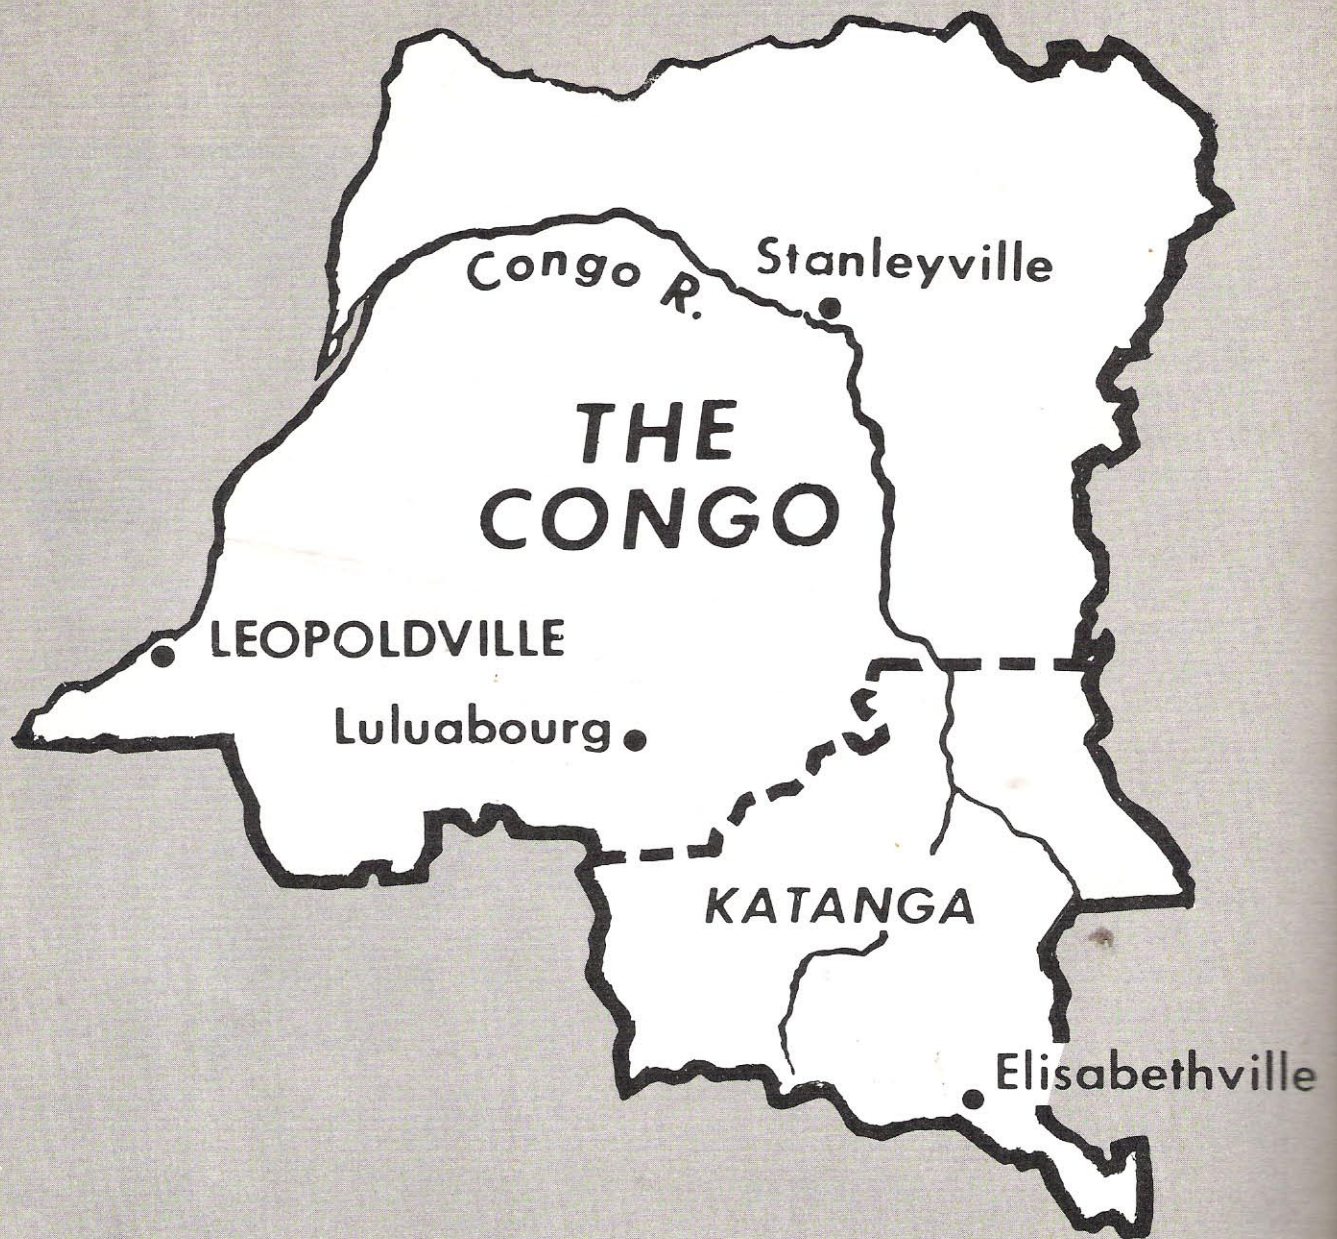 Congo R.
Stanleyville
THE
CONGO
LEOPOLDVILLE
Luluabourg
KATANGA
Elisabethville